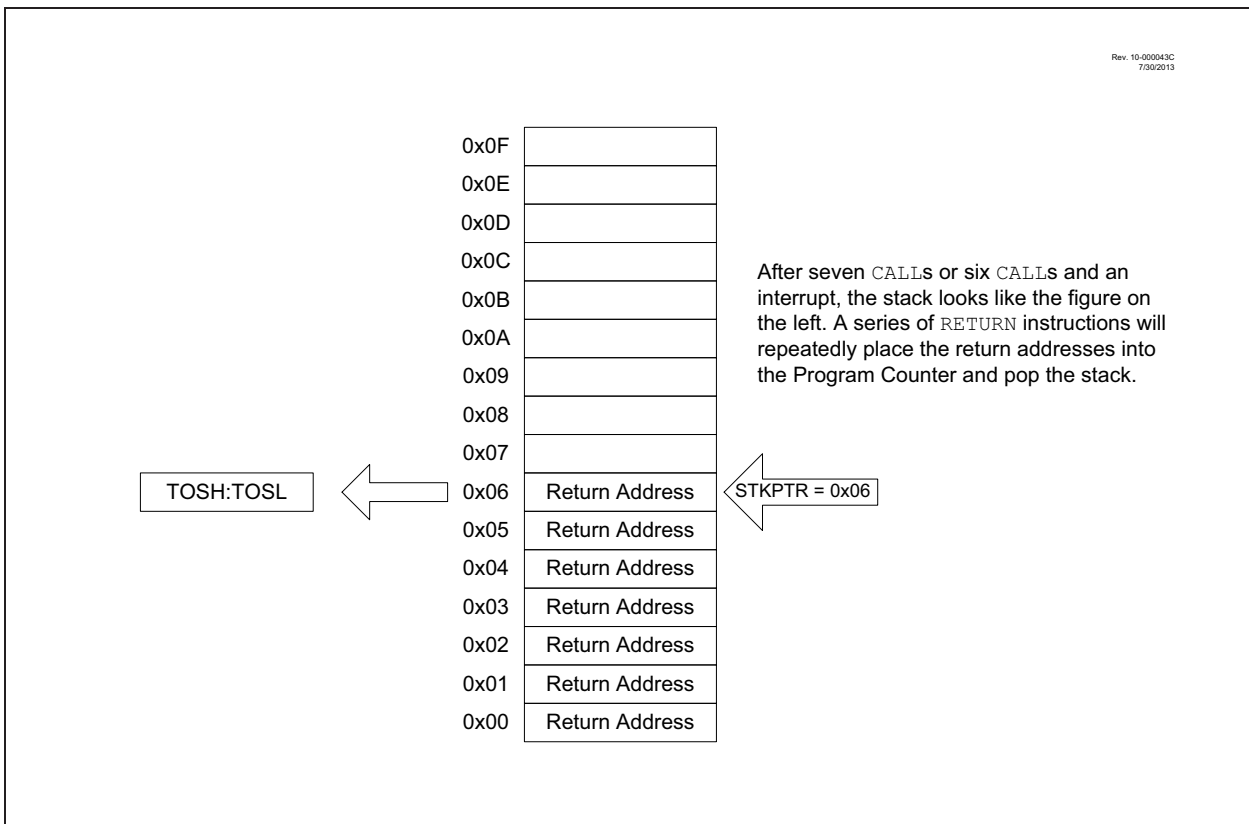 Rev. 10-000043C
7/30/2013
0x0F
0x0E
0x0D
0x0C
0x0B
0x0A
0x09
0x08
0x07
After seven CALLs or six CALLs and an
interrupt, the stack looks like the figure on
the left. A series of RETURN instructions will
repeatedly place the return addresses into
the Program Counter and pop the stack.
TOSH:TOSL
0x06 Return Address
STKPTR = 0x06
0x05 Return Address
0x04 Return Address
0x03 Return Address
0x02 Return Address
0x01 Return Address
0x00 Return Address